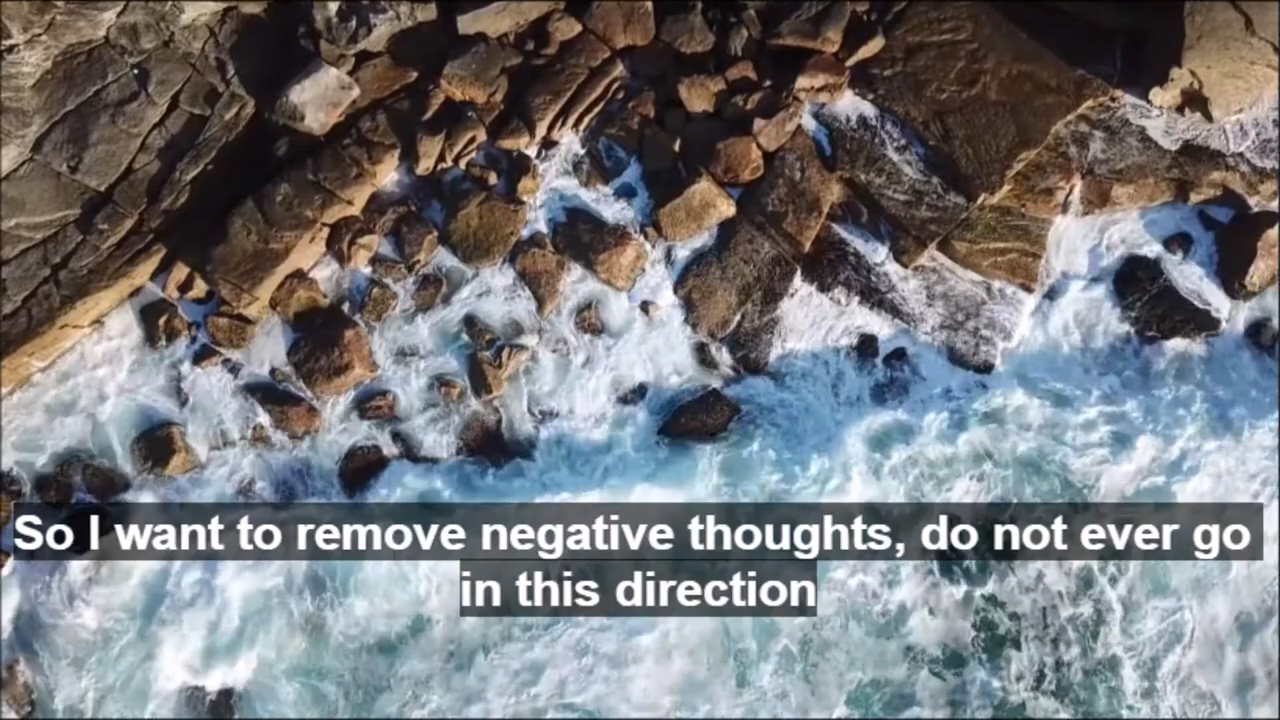 So I want to remove negative thoughts, do not ever go
in this direction